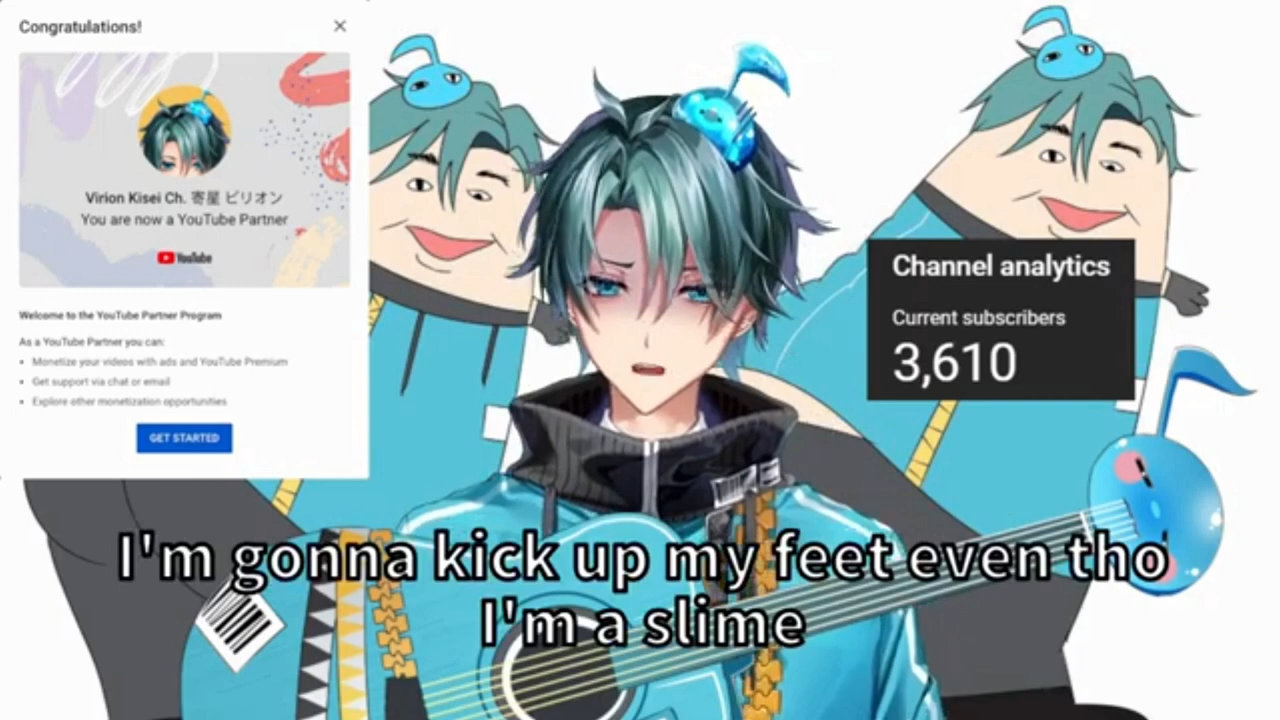 Congratulations!
Virion Kisei Ch. 寄星 ビリオン
You are now a YouTube Partner
YouTube
Welcome to the YouTube Partner Program
As a YouTube Partner you can:
• Monetize your videos with ads and YouTube Premium
• Get support via chat or email
• Explore other monetization opportunities
GET STARTED
Channel analytics
Current subscribers
3,610
I'm gonna kick up my feet even tho
I'm a slime